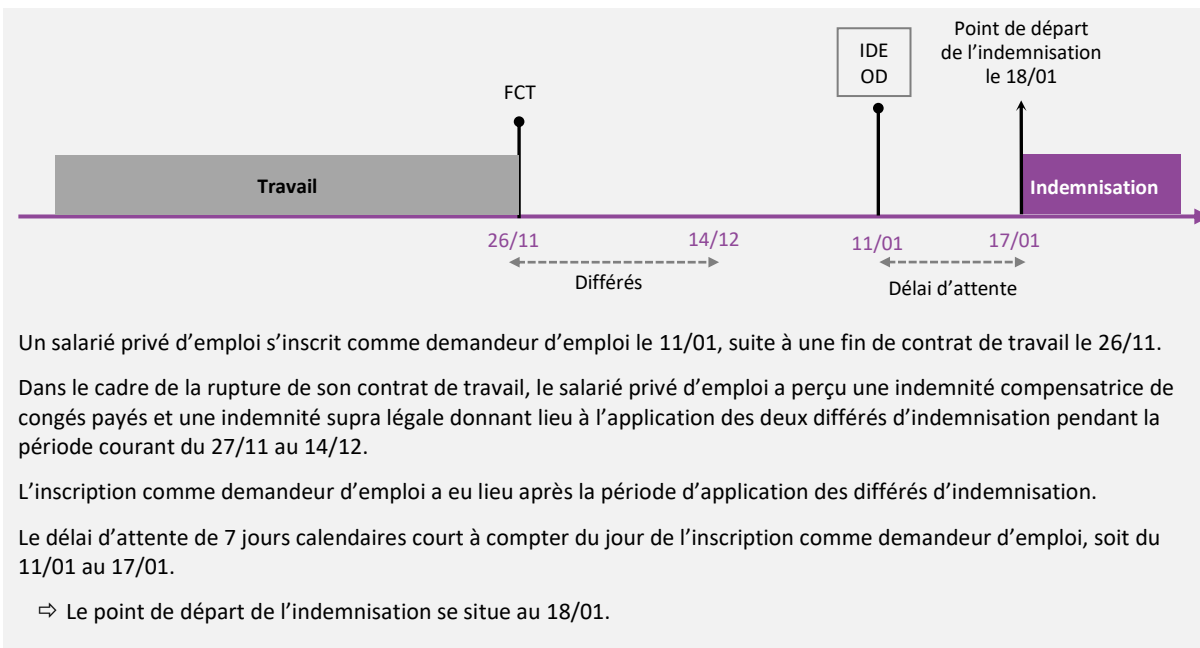 Point de départ
de l’indemnisation
le 18/01
IDE
OD
FCT
Travail
Indemnisation
26/11
14/12
11/01
17/01
Différés
Délai d’attente
Un salarié privé d’emploi s’inscrit comme demandeur d’emploi le 11/01, suite à une fin de contrat de travail le 26/11.
Dans le cadre de la rupture de son contrat de travail, le salarié privé d’emploi a perçu une indemnité compensatrice de
congés payés et une indemnité supra légale donnant lieu à l’application des deux différés d’indemnisation pendant la
période courant du 27/11 au 14/12.
L’inscription comme demandeur d’emploi a eu lieu après la période d’application des différés d’indemnisation.
Le délai d’attente de 7 jours calendaires court à compter du jour de l’inscription comme demandeur d’emploi, soit du
11/01 au 17/01.
⇨ Le point de départ de l’indemnisation se situe au 18/01.